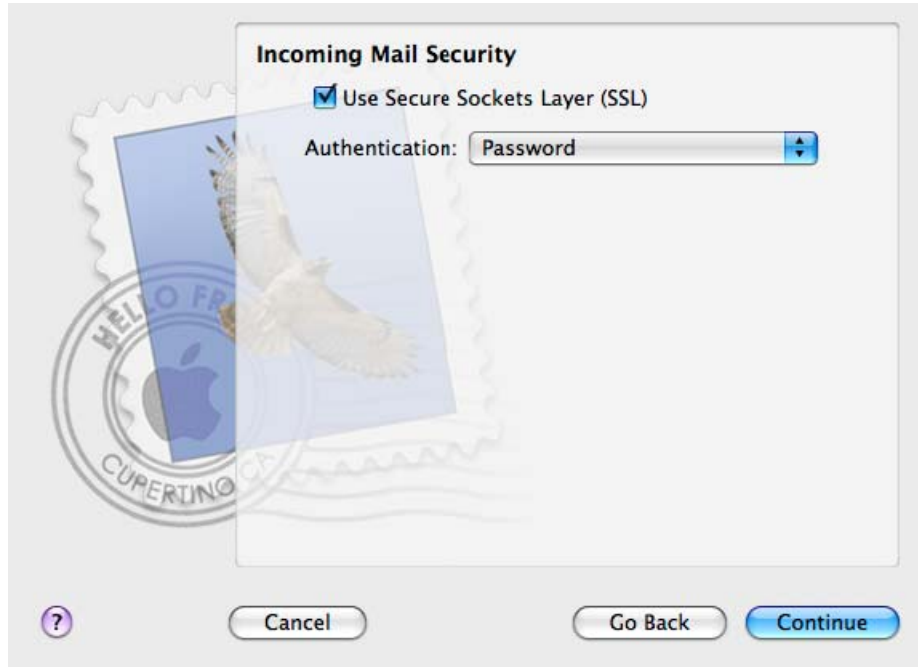 Incoming Mail Security
Use Secure Sockets Layer (SSL)
Authentication: Password
HELLO FR
CUPERTINO CA
?
Cancel
Go Back
Continue